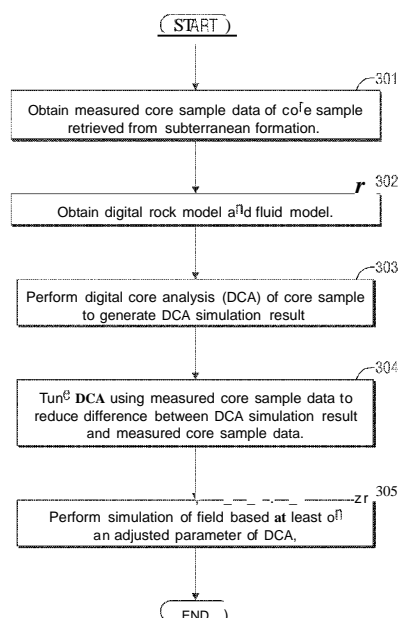 START
301
Obtain measured core sample data of core sample
retrieved from subterranean formation.
302
Obtain digital rock model and fluid model.
303
Perform digital core analysis (DCA) of core sample
to generate DCA simulation result
304
Tune DCA using measured core sample data to
reduce difference between DCA simulation result
and measured core sample data.
305
Perform simulation of field based at least on
an adjusted parameter of DCA,
END